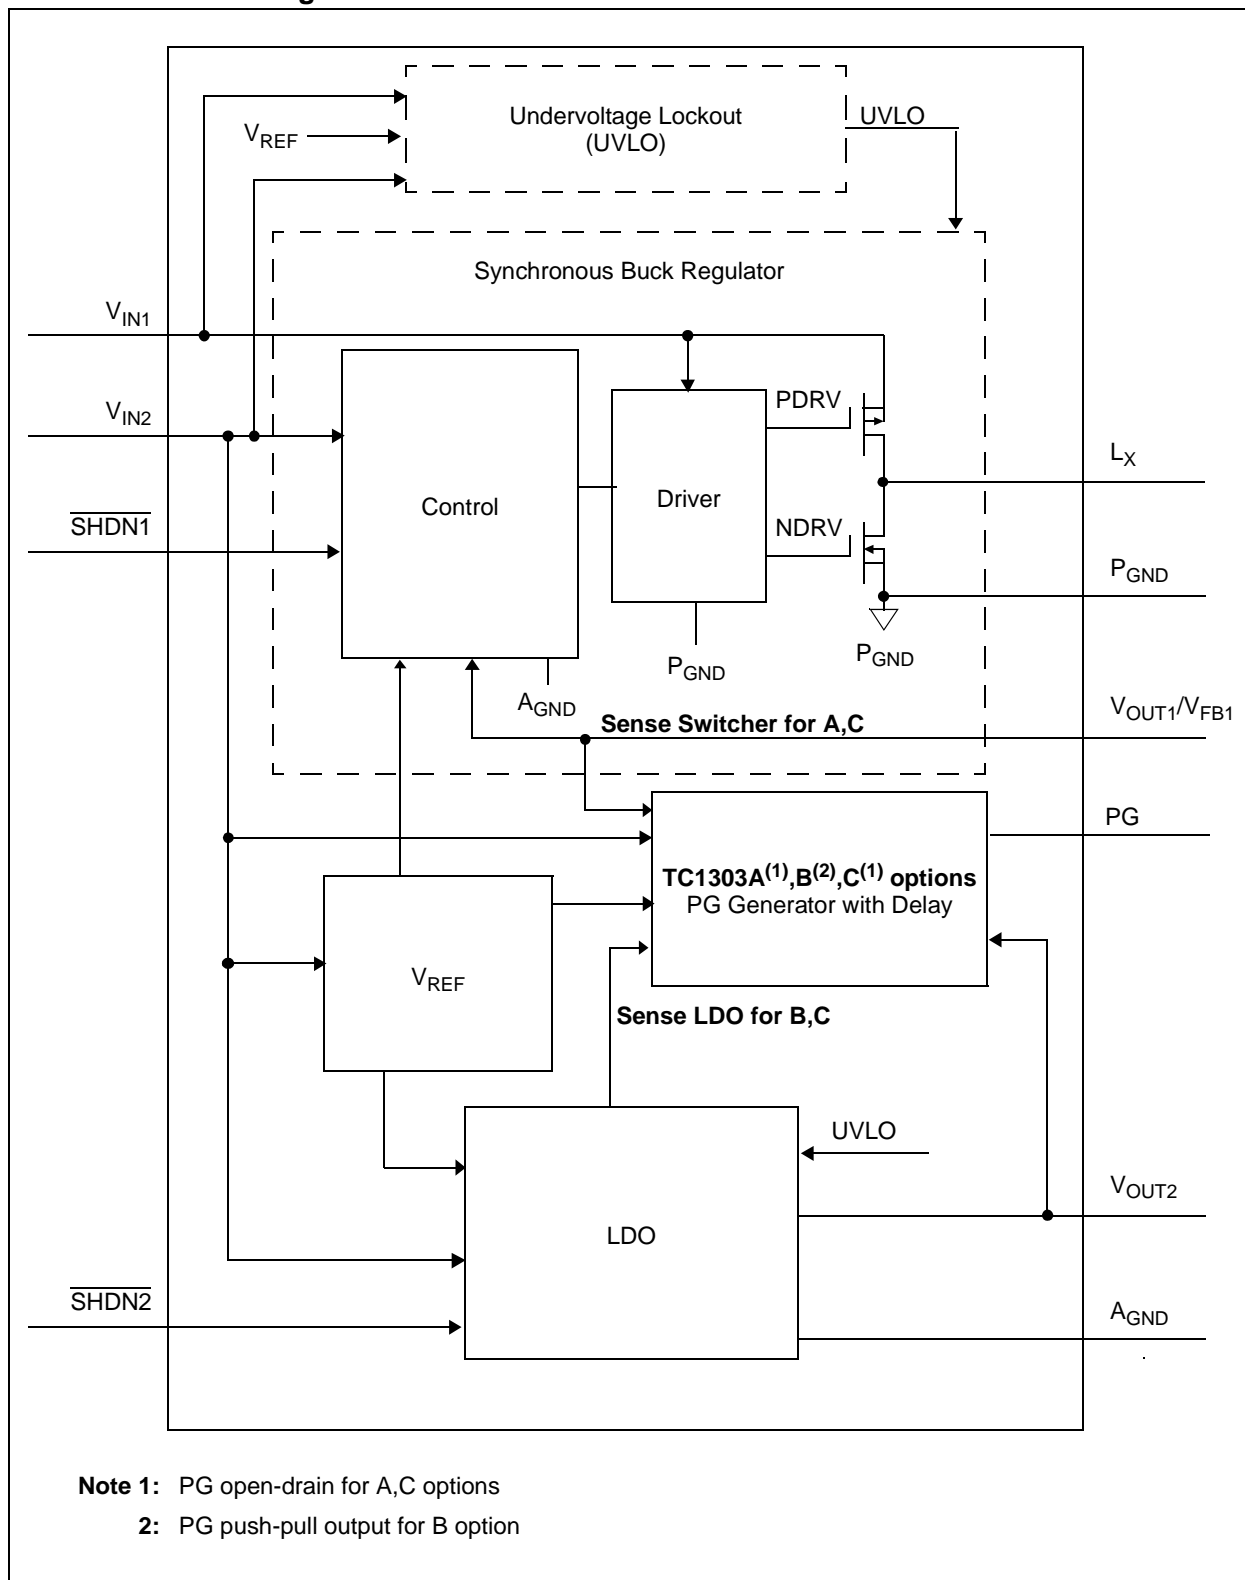 Undervoltage Lockout
(UVLO)
UVLO
VREF
Synchronous Buck Regulator
VIN1
VIN2
PDRV
LX
Control
Driver
SHDN1
NDRV
PGND
PGND
PGND
AGND
VOUT1/VFB1
Sense Switcher for A,C
PG
TC1303A(1),B(2),C(1) options
PG Generator with Delay
VREF
Sense LDO for B,C
UVLO
VOUT2
LDO
SHDN2
AGND
Note 1: PG open-drain for A,C options
2: PG push-pull output for B option